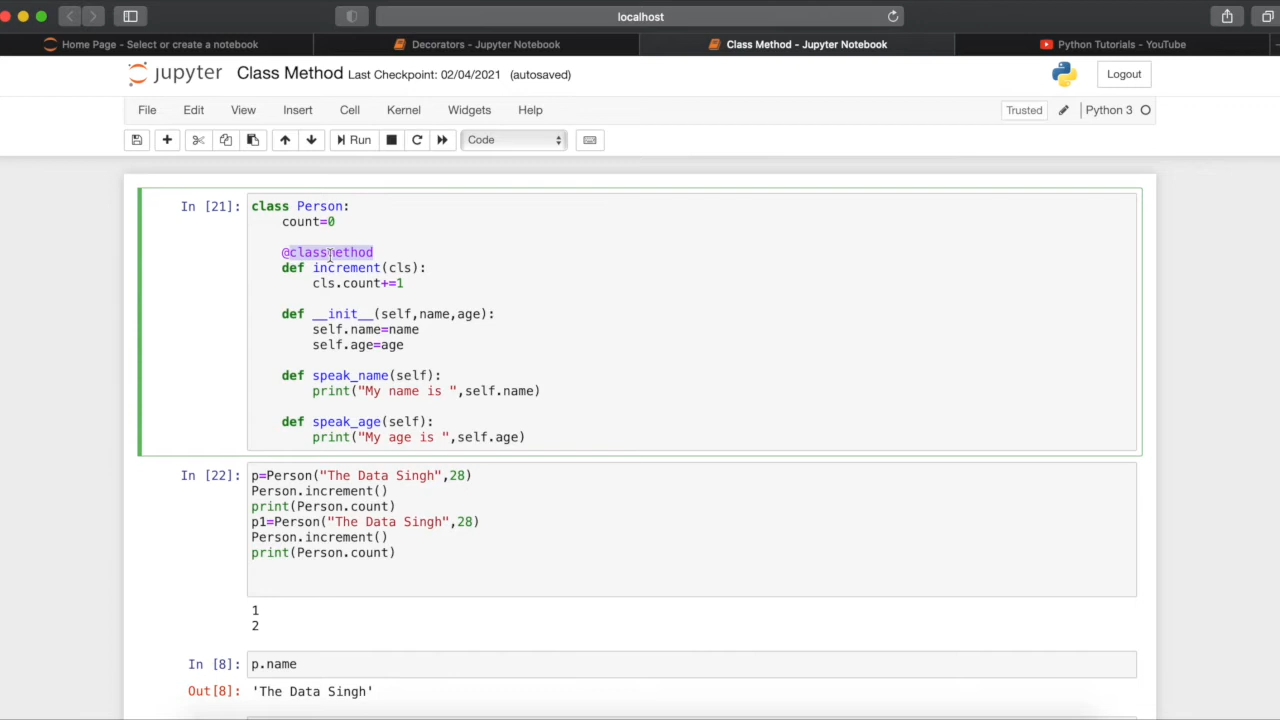 localhost
Home Page - Select or create a notebook
Decorators - Jupyter Notebook
Class Method - Jupyter Notebook
Python Tutorials - YouTube
jupyter Class Method Last Checkpoint: 02/04/2021 (autosaved)
Logout
File Edit View Insert Cell Kernel Widgets Help
Trusted Python 3
Run Code
In [21]: class Person:
    count=0
    @classmethod
    def increment(cls):
        cls.count+=1
    def __init__(self,name,age):
        self.name=name
        self.age=age
    def speak_name(self):
        print("My name is ",self.name)
    def speak_age(self):
        print("My age is ",self.age)
In [22]: p=Person("The Data Singh",28)
Person.increment()
print(Person.count)
p1=Person("The Data Singh",28)
Person.increment()
print(Person.count)
1
2
In [8]: p.name
Out[8]: 'The Data Singh'